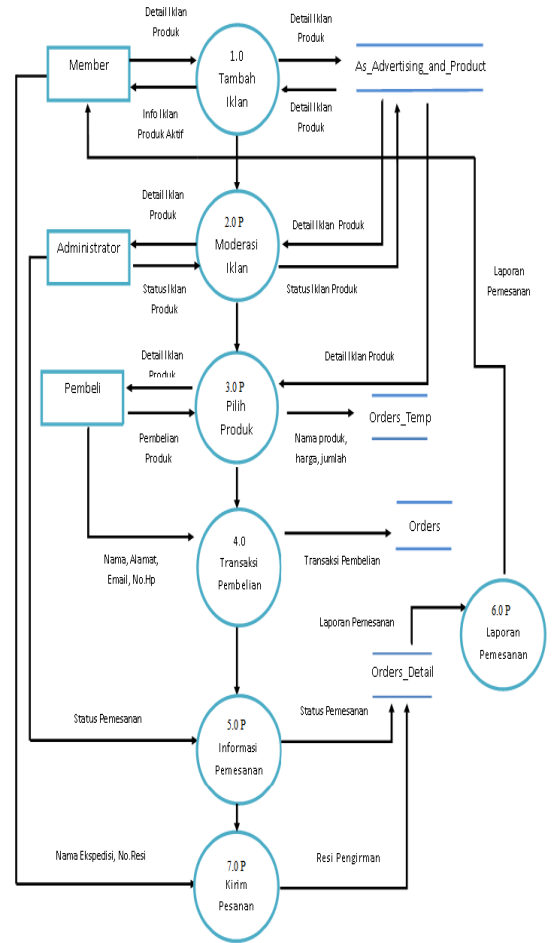 Detail Iklan
Produk
Detail Iklan
Produk
Member
1.0
Tambah
Iklan
As_Advertising_and_Product
Info Iklan
Produk Aktif
Detail Iklan
Produk
Detail Iklan
Produk
2.0 P
Moderasi
Iklan
Detail Iklan Produk
Administrator
Status Iklan
Produk
Status Iklan Produk
Laporan
Pemesanan
Detail Iklan
Produk
Detail Iklan Produk
Pembeli
3.0 P
Pilih
Produk
Orders_Temp
Pembelian
Produk
Nama produk,
harga, jumlah
4.0
Transaksi
Pembelian
Orders
Nama, Alamat,
Email, No.Hp
Transaksi Pembelian
6.0 P
Laporan
Pemesanan
Laporan Pemesanan
Orders_Detail
Status Pemesanan
5.0 P
Informasi
Pemesanan
Status Pemesanan
Nama Ekspedisi, No.Resi
7.0 P
Kirim
Pesanan
Resi Pengirman